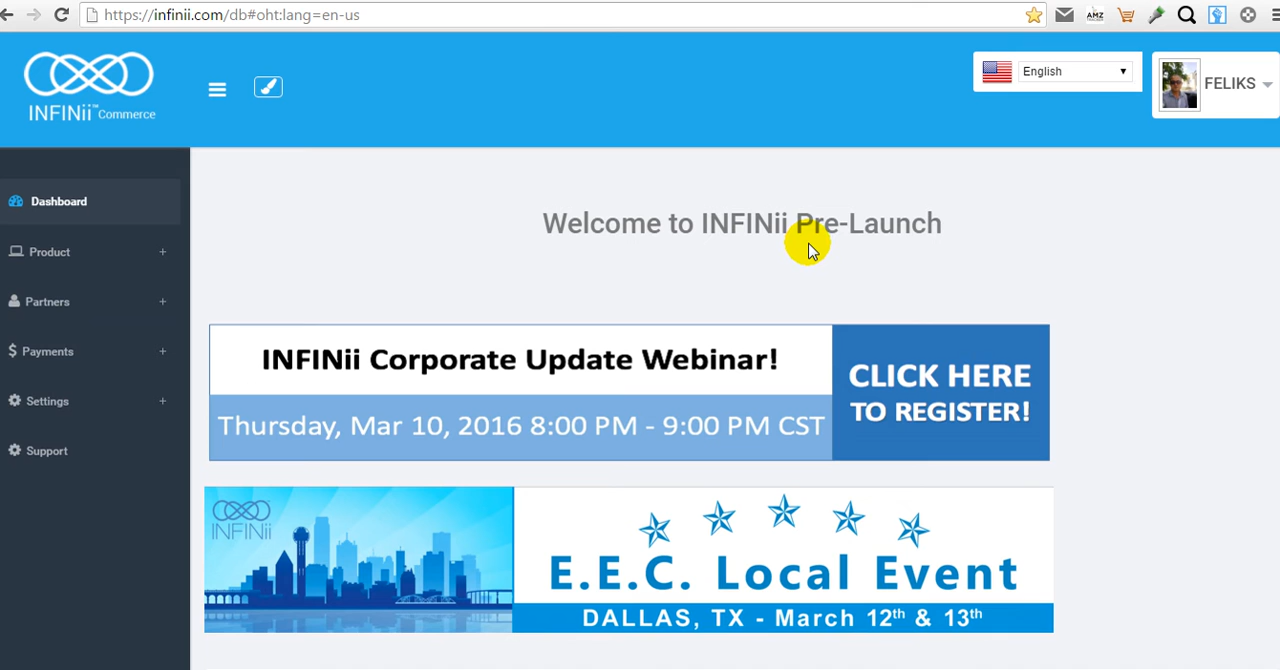 https://infinii.com/db#oht:lang=en-us
AMZ
INFINii™Commerce
English
FELIKS
Dashboard
Product +
Partners +
Payments +
Settings +
Support
Welcome to INFINii Pre-Launch
INFINii Corporate Update Webinar!
Thursday, Mar 10, 2016 8:00 PM - 9:00 PM CST
CLICK HERE
TO REGISTER!
INFINii
E.E.C. Local Event
DALLAS, TX - March 12th & 13th